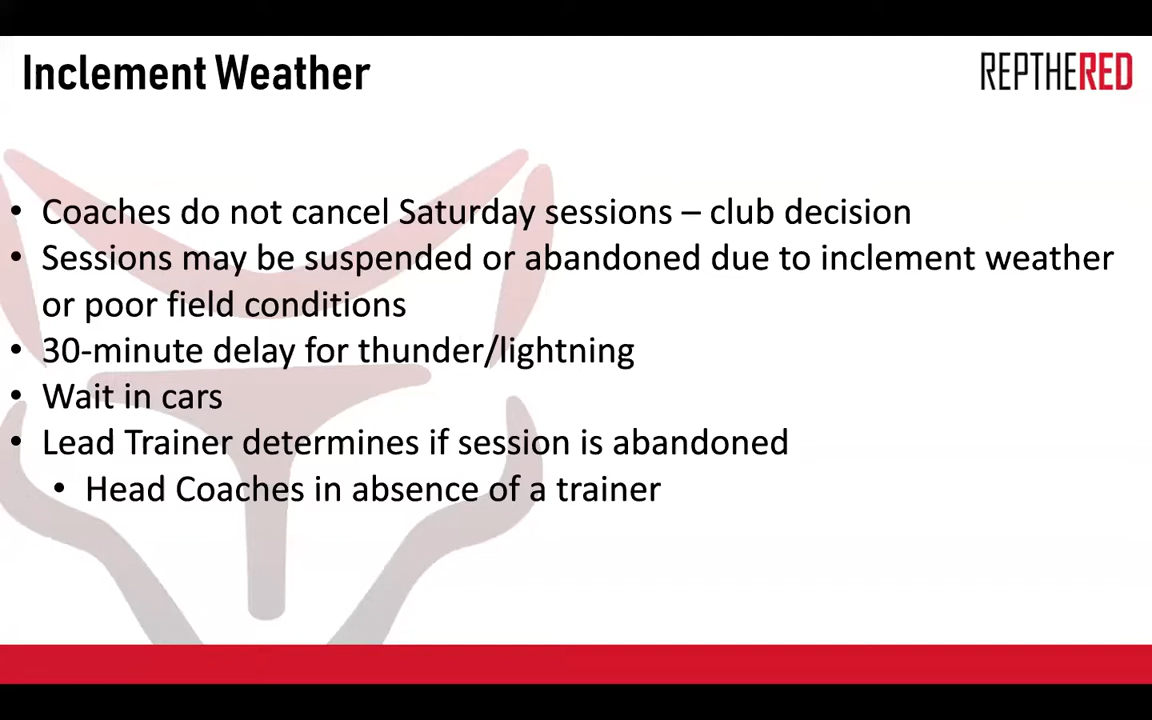 Inclement Weather
REPTHERED
• Coaches do not cancel Saturday sessions – club decision
• Sessions may be suspended or abandoned due to inclement weather
or poor field conditions
• 30-minute delay for thunder/lightning
• Wait in cars
• Lead Trainer determines if session is abandoned
• Head Coaches in absence of a trainer